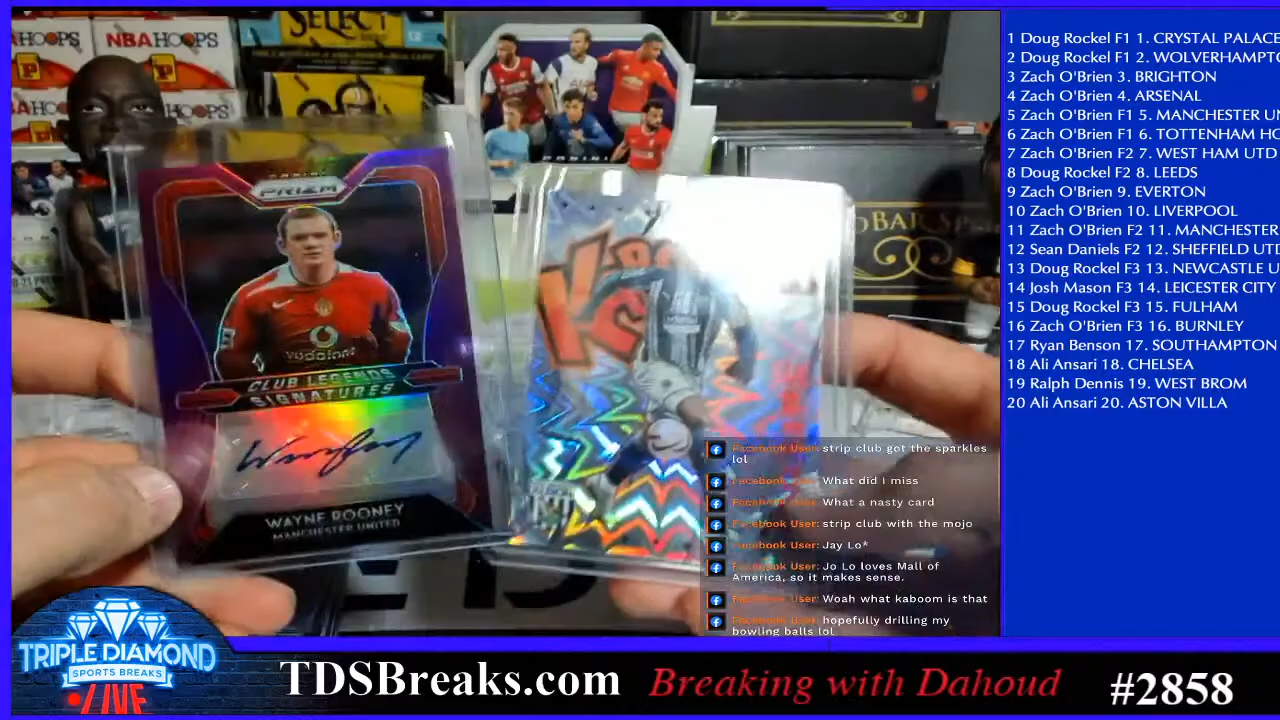 HOOPS
NBA HOOPS
SELECT
PANINI
PRIZM
vodafone
CLUB LEGENDS
SIGNATURES
WAYNE ROONEY
MANCHESTER UNITED
1 Doug Rockel F1 1. CRYSTAL PALACE
2 Doug Rockel F1 2. WOLVERHAMPTO
3 Zach O'Brien 3. BRIGHTON
4 Zach O'Brien 4. ARSENAL
5 Zach O'Brien F1 5. MANCHESTER UN
6 Zach O'Brien F1 6. TOTTENHAM HO
7 Zach O'Brien F2 7. WEST HAM UTD
8 Doug Rockel F2 8. LEEDS
9 Zach O'Brien 9. EVERTON
10 Zach O'Brien 10. LIVERPOOL
11 Zach O'Brien F2 11. MANCHESTER
12 Sean Daniels F2 12. SHEFFIELD UTD
13 Doug Rockel F3 13. NEWCASTLE U
14 Josh Mason F3 14. LEICESTER CITY
15 Doug Rockel F3 15. FULHAM
16 Zach O'Brien F3 16. BURNLEY
17 Ryan Benson 17. SOUTHAMPTON
18 Ali Ansari 18. CHELSEA
19 Ralph Dennis 19. WEST BROM
20 Ali Ansari 20. ASTON VILLA
Facebook User: strip club got the sparkles
lol
Facebook User: What did I miss
Facebook User: What a nasty card
Facebook User: strip club with the mojo
Facebook User: Jay Lo*
Facebook User: Jo Lo loves Mall of
America, so it makes sense.
Facebook User: Woah what kaboom is that
Facebook User: hopefully drilling my
bowling balls lol
TRIPLE DIAMOND
SPORTS BREAKS
LIVE
TDSBreaks.com
Breaking with Dahoud
#2858